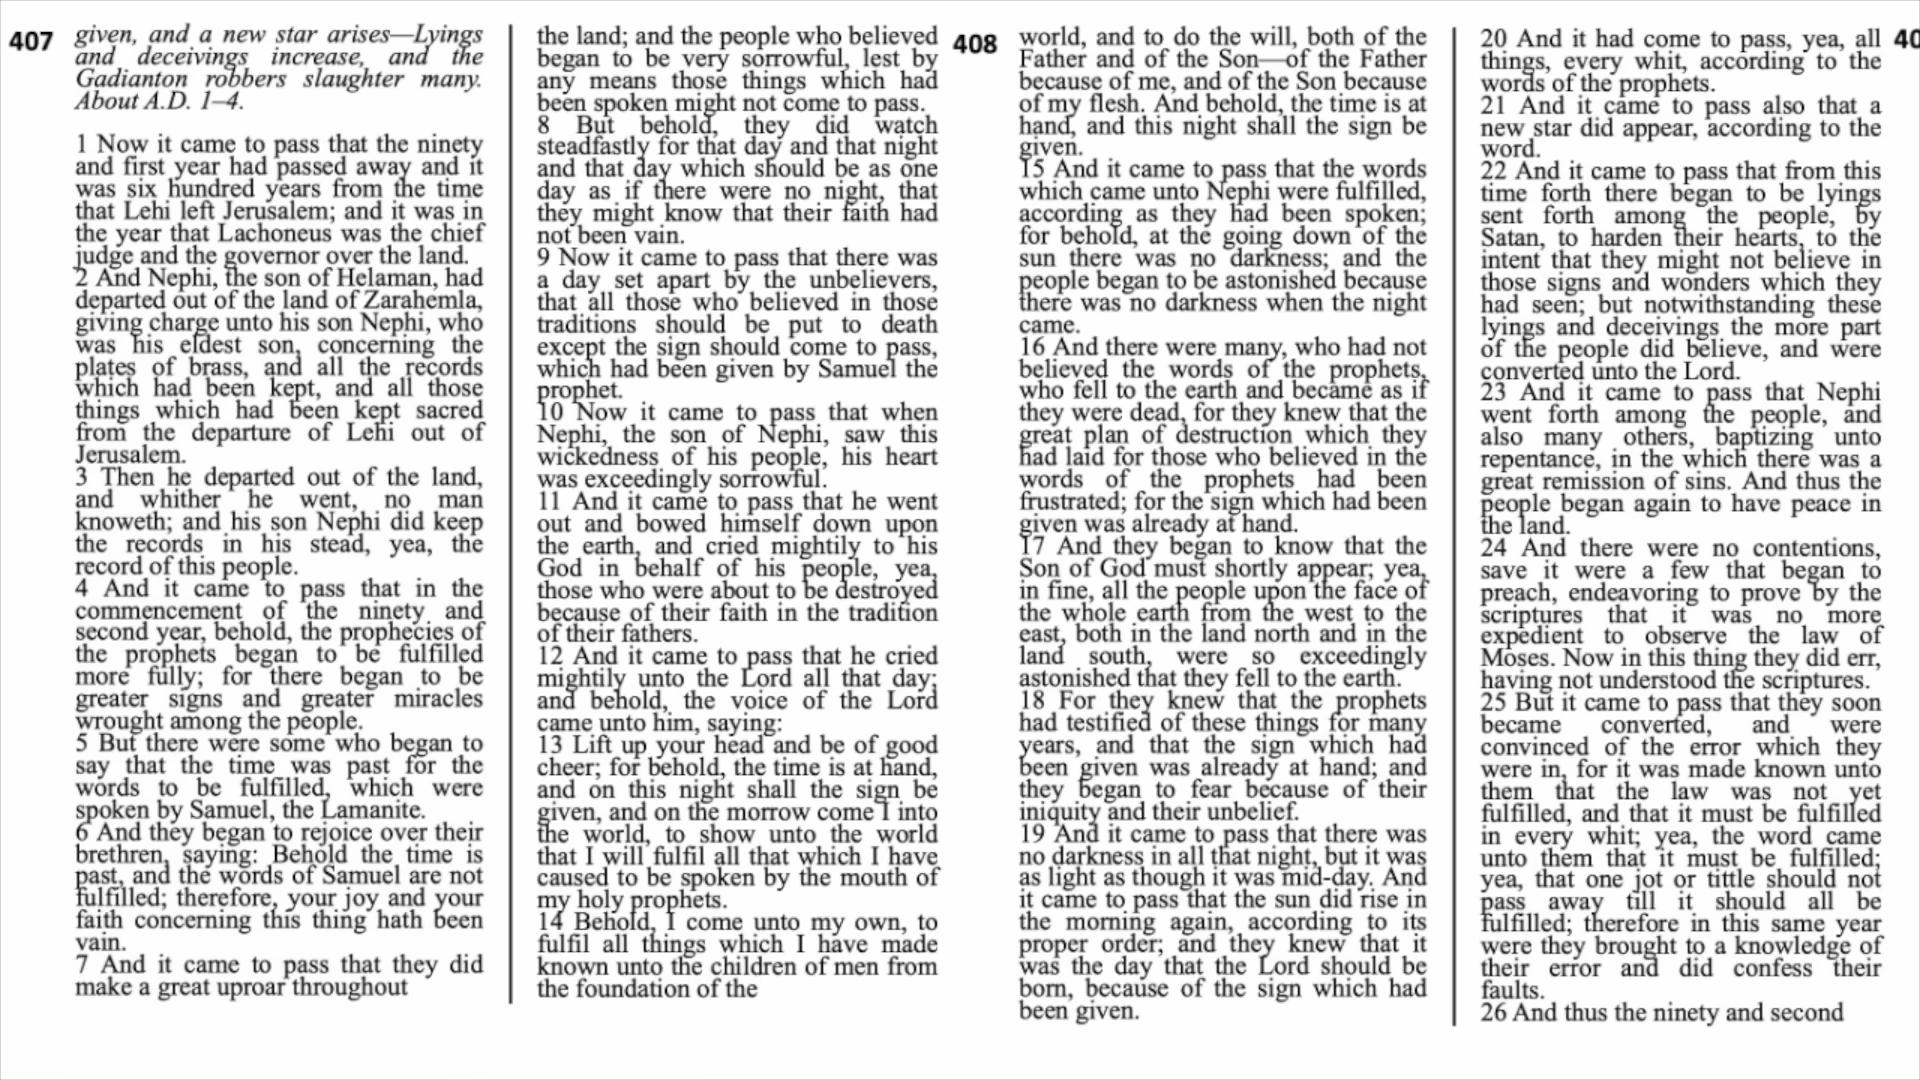 407
given, and a new star arises—Lyings
and deceivings increase, and the
Gadianton robbers slaughter many.
About A.D. 1–4.
1 Now it came to pass that the ninety
and first year had passed away and it
was six hundred years from the time
that Lehi left Jerusalem; and it was in
the year that Lachoneus was the chief
judge and the governor over the land.
2 And Nephi, the son of Helaman, had
departed out of the land of Zarahemla,
giving charge unto his son Nephi, who
was his eldest son, concerning the
plates of brass, and all the records
which had been kept, and all those
things which had been kept sacred
from the departure of Lehi out of
Jerusalem.
3 Then he departed out of the land,
and whither he went, no man
knoweth; and his son Nephi did keep
the records in his stead, yea, the
record of this people.
4 And it came to pass that in the
commencement of the ninety and
second year, behold, the prophecies of
the prophets began to be fulfilled
more fully; for there began to be
greater signs and greater miracles
wrought among the people.
5 But there were some who began to
say that the time was past for the
words to be fulfilled, which were
spoken by Samuel, the Lamanite.
6 And they began to rejoice over their
brethren, saying: Behold the time is
past, and the words of Samuel are not
fulfilled; therefore, your joy and your
faith concerning this thing hath been
vain.
7 And it came to pass that they did
make a great uproar throughout
the land; and the people who believed
began to be very sorrowful, lest by
any means those things which had
been spoken might not come to pass.
8 But behold, they did watch
steadfastly for that day and that night
and that day which should be as one
day as if there were no night, that
they might know that their faith had
not been vain.
9 Now it came to pass that there was
a day set apart by the unbelievers,
that all those who believed in those
traditions should be put to death
except the sign should come to pass,
which had been given by Samuel the
prophet.
10 Now it came to pass that when
Nephi, the son of Nephi, saw this
wickedness of his people, his heart
was exceedingly sorrowful.
11 And it came to pass that he went
out and bowed himself down upon
the earth, and cried mightily to his
God in behalf of his people, yea,
those who were about to be destroyed
because of their faith in the tradition
of their fathers.
12 And it came to pass that he cried
mightily unto the Lord all that day;
and behold, the voice of the Lord
came unto him, saying:
13 Lift up your head and be of good
cheer; for behold, the time is at hand,
and on this night shall the sign be
given, and on the morrow come I into
the world, to show unto the world
that I will fulfil all that which I have
caused to be spoken by the mouth of
my holy prophets.
14 Behold, I come unto my own, to
fulfil all things which I have made
known unto the children of men from
the foundation of the
408
world, and to do the will, both of the
Father and of the Son—of the Father
because of me, and of the Son because
of my flesh. And behold, the time is at
hand, and this night shall the sign be
given.
15 And it came to pass that the words
which came unto Nephi were fulfilled,
according as they had been spoken;
for behold, at the going down of the
sun there was no darkness; and the
people began to be astonished because
there was no darkness when the night
came.
16 And there were many, who had not
believed the words of the prophets,
who fell to the earth and became as if
they were dead, for they knew that the
great plan of destruction which they
had laid for those who believed in the
words of the prophets had been
frustrated; for the sign which had been
given was already at hand.
17 And they began to know that the
Son of God must shortly appear; yea,
in fine, all the people upon the face of
the whole earth from the west to the
east, both in the land north and in the
land south, were so exceedingly
astonished that they fell to the earth.
18 For they knew that the prophets
had testified of these things for many
years, and that the sign which had
been given was already at hand; and
they began to fear because of their
iniquity and their unbelief.
19 And it came to pass that there was
no darkness in all that night, but it was
as light as though it was mid-day. And
it came to pass that the sun did rise in
the morning again, according to its
proper order; and they knew that it
was the day that the Lord should be
born, because of the sign which had
been given.
20 And it had come to pass, yea, all
things, every whit, according to the
words of the prophets.
21 And it came to pass also that a
new star did appear, according to the
word.
22 And it came to pass that from this
time forth there began to be lyings
sent forth among the people, by
Satan, to harden their hearts, to the
intent that they might not believe in
those signs and wonders which they
had seen; but notwithstanding these
lyings and deceivings the more part
of the people did believe, and were
converted unto the Lord.
23 And it came to pass that Nephi
went forth among the people, and
also many others, baptizing unto
repentance, in the which there was a
great remission of sins. And thus the
people began again to have peace in
the land.
24 And there were no contentions,
save it were a few that began to
preach, endeavoring to prove by the
scriptures that it was no more
expedient to observe the law of
Moses. Now in this thing they did err,
having not understood the scriptures.
25 But it came to pass that they soon
became converted, and were
convinced of the error which they
were in, for it was made known unto
them that the law was not yet
fulfilled, and that it must be fulfilled
in every whit; yea, the word came
unto them that it must be fulfilled;
yea, that one jot or tittle should not
pass away till it should all be
fulfilled; therefore in this same year
were they brought to a knowledge of
their error and did confess their
faults.
26 And thus the ninety and second